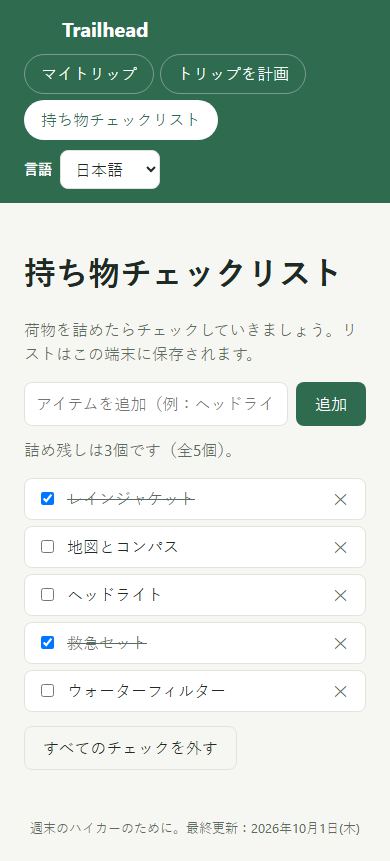 Trailhead
マイトリップ
トリップを計画
持ち物チェックリスト
言語
日本語
持ち物チェックリスト
荷物を詰めたらチェックしていきましょう。リ
ストはこの端末に保存されます。
アイテムを追加（例：ヘッドライ
追加
詰め残しは3個です（全5個）。
レインジャケット
地図とコンパス
ヘッドライト
救急セット
ウォーターフィルター
すべてのチェックを外す
週末のハイカーのために。最終更新：2026年10月1日(木)